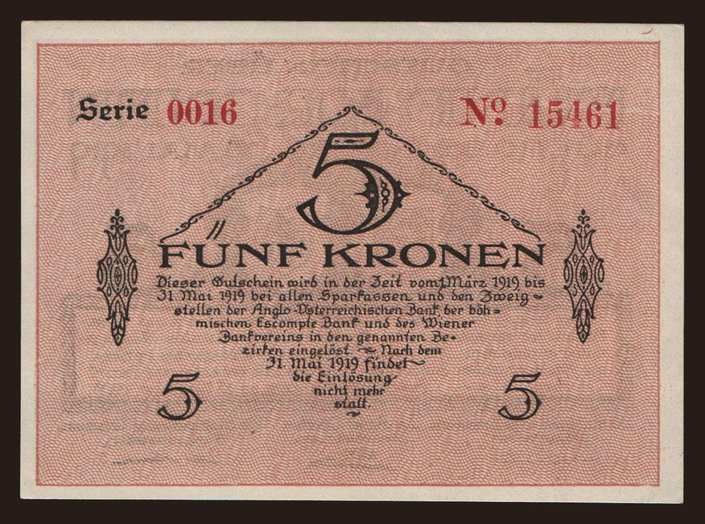 Serie 0016 No 15461
5
FÜNF KRONEN
Dieser Gutschein wird in der Zeit vom 1 März 1919 bis
31 Mai 1919 bei allen Sparkassen und den Zweig=
stellen der Anglo-Österreichischen Bank der böh=
mischen Escompte Bank und des Wiener
Bankvereins in den genannten Be-
zirken eingelöst. Nach dem
31. Mai 1919 findet
die Einlösung
nicht mehr
statt.
5 5